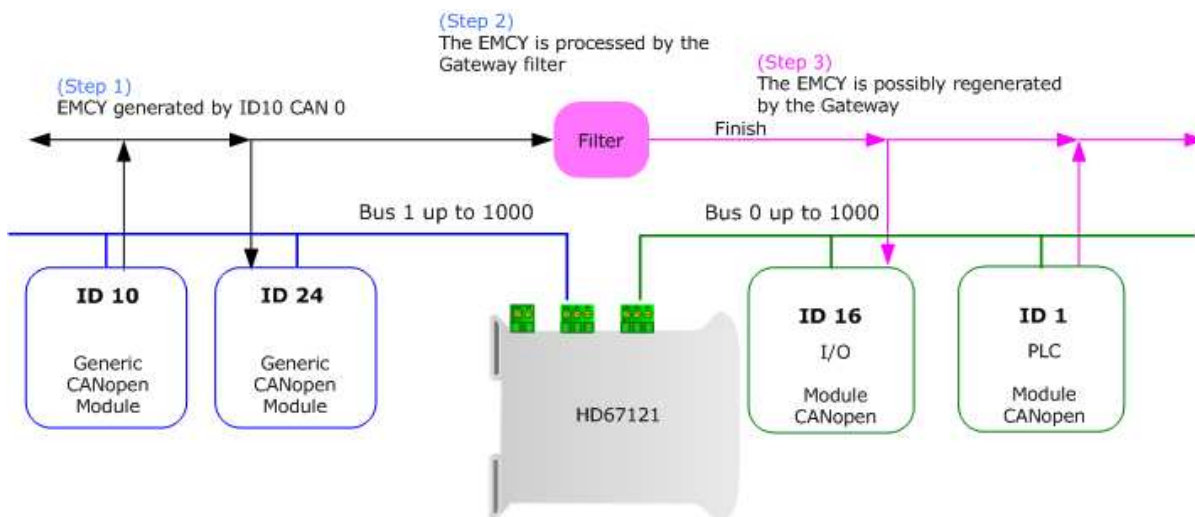 (Step 1)
EMCY generated by ID10 CAN 0
(Step 2)
The EMCY is processed by the
Gateway filter
(Step 3)
The EMCY is possibly regenerated
by the Gateway
Filter
Finish
Bus 1 up to 1000
Bus 0 up to 1000
ID 10
Generic
CANopen
Module
ID 24
Generic
CANopen
Module
HD67121
ID 16
I/O
Module
CANopen
ID 1
PLC
Module
CANopen